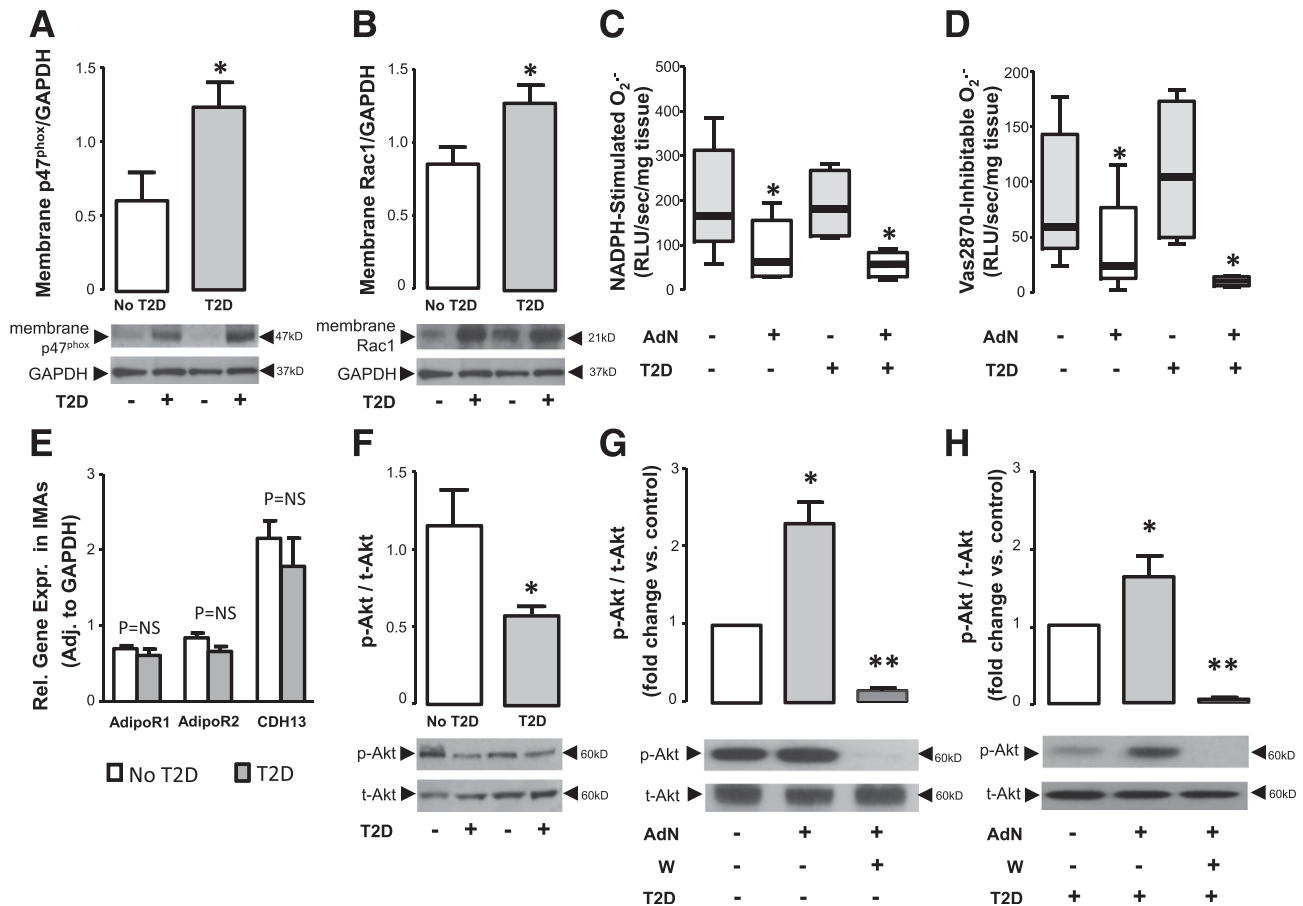 A
Membrane p47phox/GAPDH
1.5
1.0
0.5
0
*
No T2D T2D
membrane p47phox
47kD
GAPDH
37kD
T2D - + - +
B
Membrane Rac1/GAPDH
1.5
1.0
0.5
0
*
No T2D T2D
membrane Rac1
21kD
GAPDH
37kD
T2D - + - +
C
NADPH-Stimulated O2.-
(RLU/sec/mg tissue)
500
400
300
200
100
0
* *
AdN - + - +
T2D - - + +
D
Vas2870-Inhibitable O2.-
(RLU/sec/mg tissue)
200
150
100
50
0
* *
AdN - + - +
T2D - - + +
E
Rel. Gene Expr. in IMAs
(Adj. to GAPDH)
3
2
1
0
P=NS P=NS P=NS
AdipoR1 AdipoR2 CDH13
No T2D T2D
F
p-Akt / t-Akt
1.5
1.0
0.5
0
*
No T2D T2D
p-Akt 60kD
t-Akt 60kD
T2D - + - +
G
p-Akt / t-Akt
(fold change vs. control)
3
2
1
0
* **
p-Akt 60kD
t-Akt 60kD
AdN - + +
W - - +
T2D - - -
H
p-Akt / t-Akt
(fold change vs. control)
3
2
1
0
* **
p-Akt 60kD
t-Akt 60kD
AdN - + +
W - - +
T2D + + +